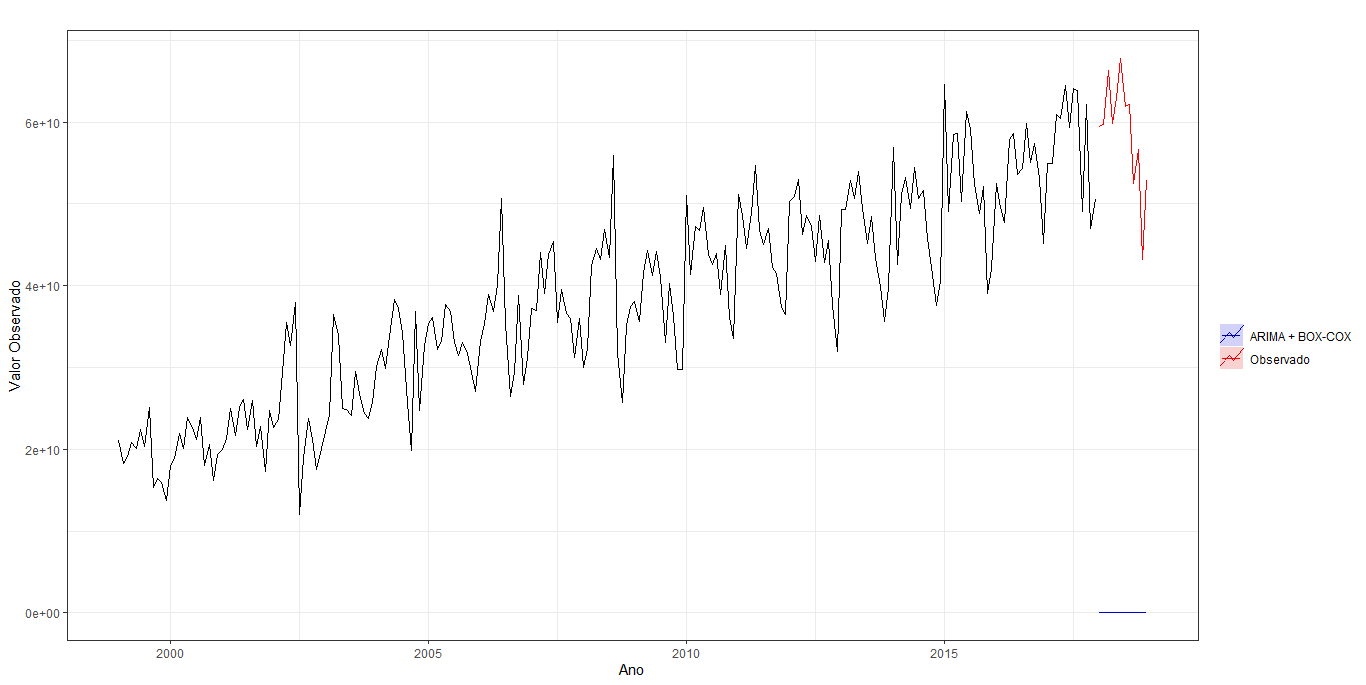 6e+10
4e+10
2e+10
0e+00
Valor Observado
2000
2005
2010
2015
Ano
ARIMA + BOX-COX
Observado